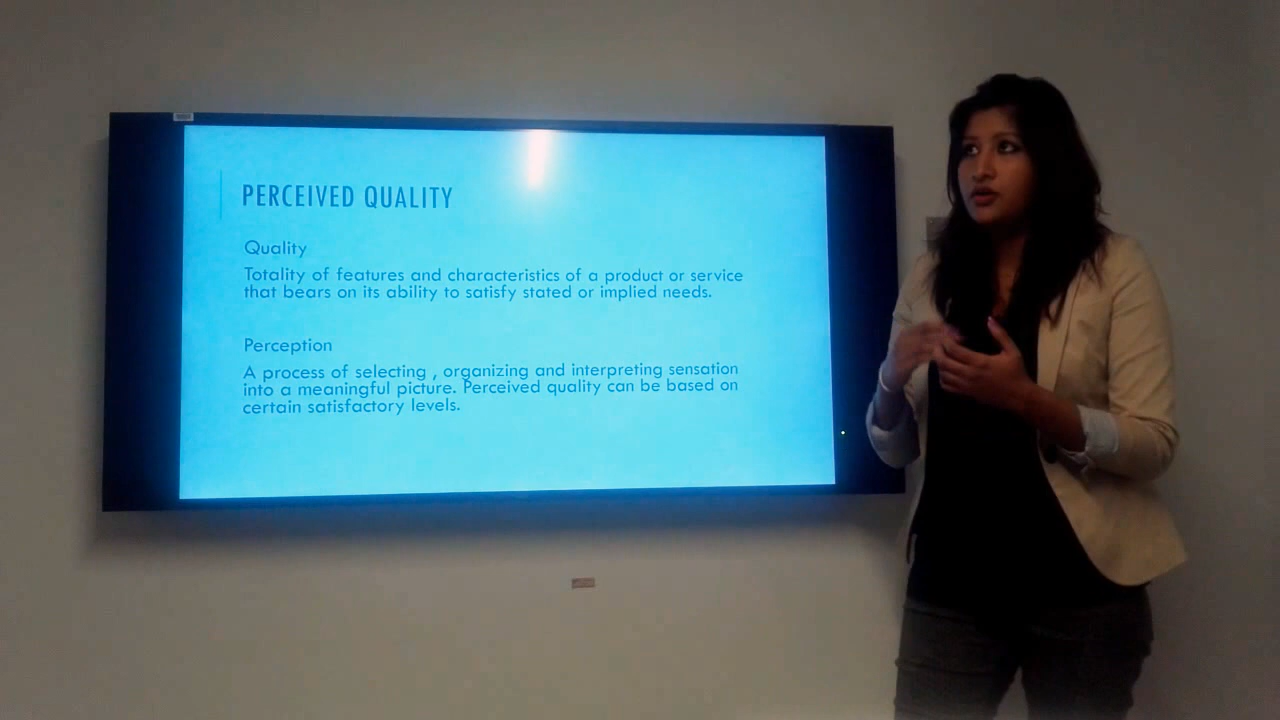 PERCEIVED QUALITY
Quality
Totality of features and characteristics of a product or service
that bears on its ability to satisfy stated or implied needs.
Perception
A process of selecting , organizing and interpreting sensation
into a meaningful picture. Perceived quality can be based on
certain satisfactory levels.